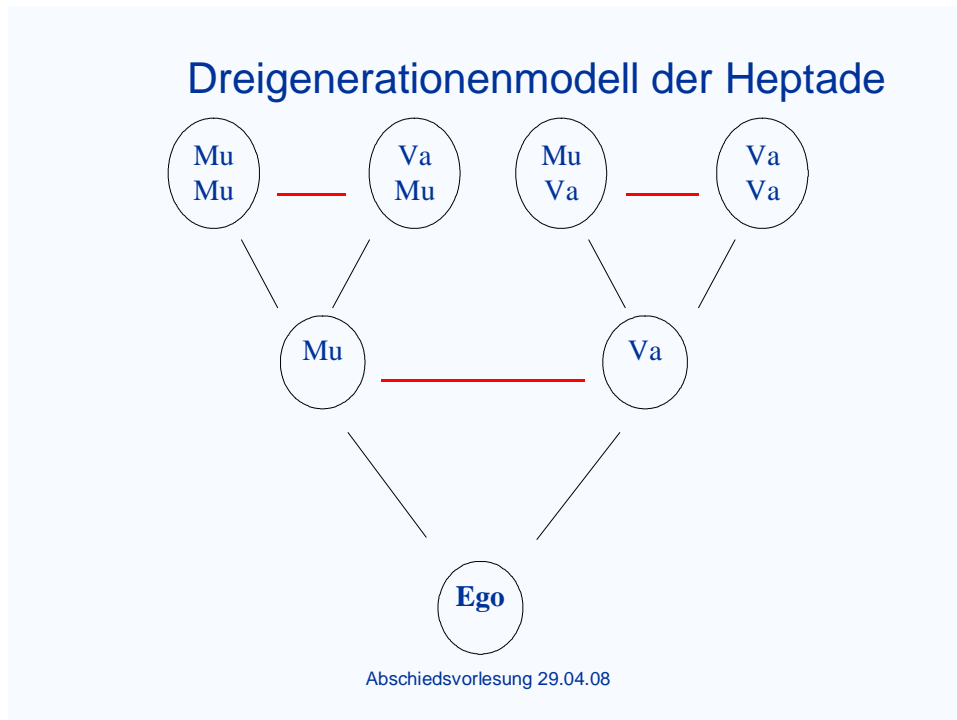 Dreigenerationenmodell der Heptade
Mu
Mu
Va
Mu
Mu
Va
Va
Va
Mu
Va
Ego
Abschiedsvorlesung 29.04.08